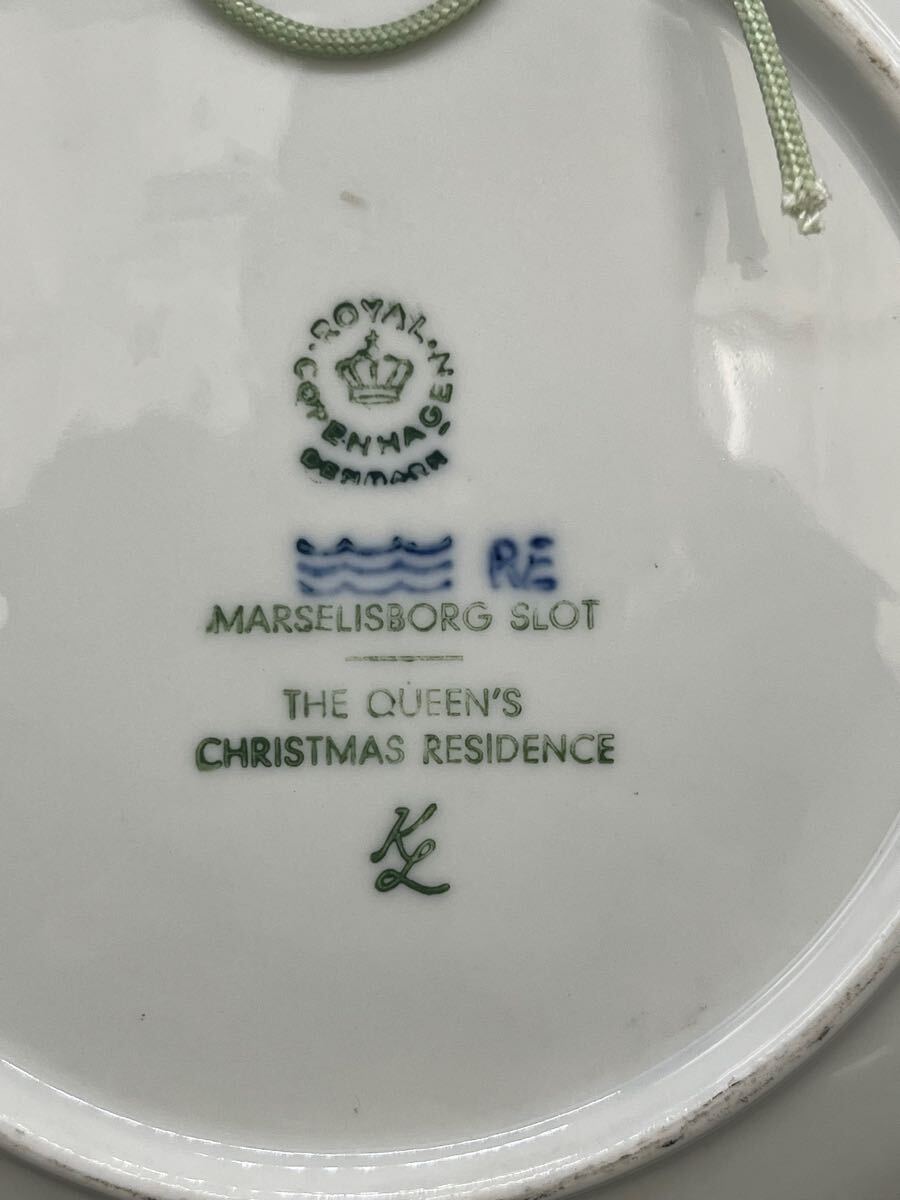 ROYAL COPENHAGEN
DENMARK
RE
MARSELISBORG SLOT
THE QUEEN'S
CHRISTMAS RESIDENCE
KL